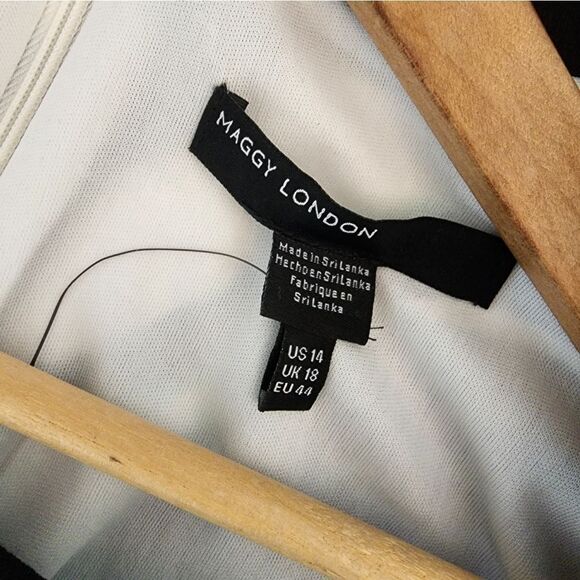 MAGGY LONDON
Made in Sri Lanka
Hecho en Sri Lanka
Fabrique en
Sri Lanka
US 14
UK 18
EU 44